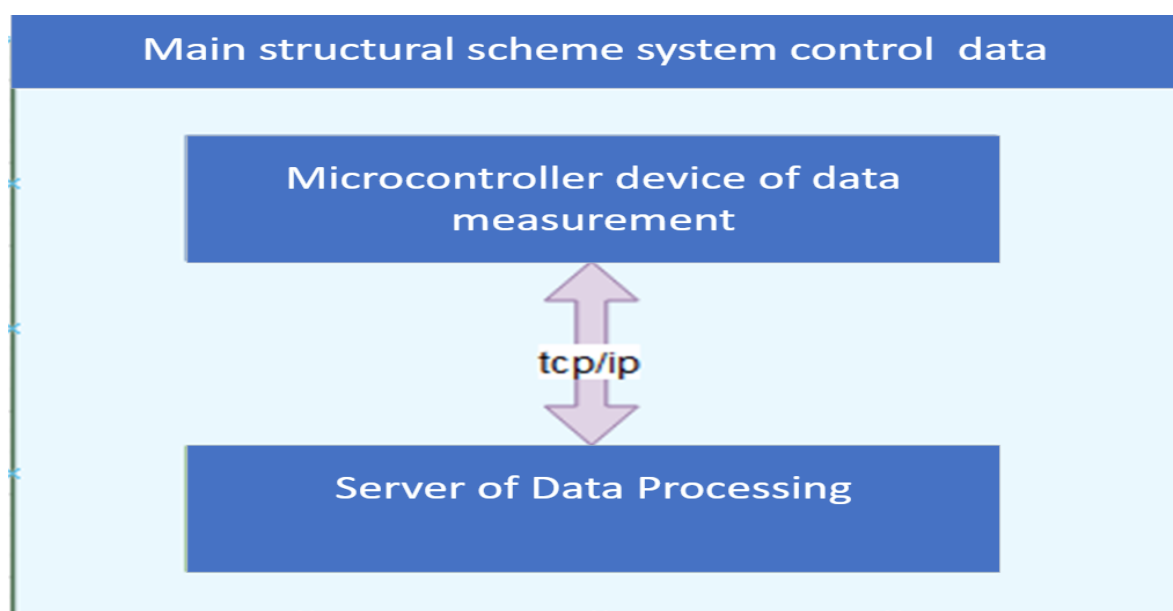 Main structural scheme system control  data
Microcontroller device of data
measurement
tcp/ip
Server of Data Processing